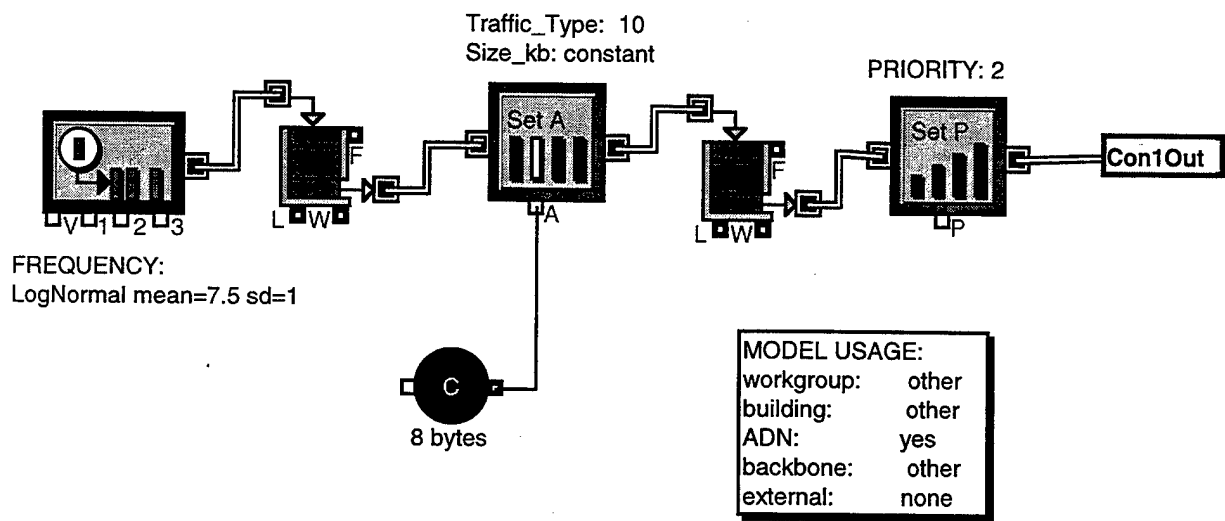 Traffic_Type: 10
Size_kb: constant
PRIORITY: 2
Set A
Set P
F
F
Con1Out
L W
A
L W
P
V 1 2 3
FREQUENCY:
LogNormal mean=7.5 sd=1
C
8 bytes
MODEL USAGE:
workgroup: other
building: other
ADN: yes
backbone: other
external: none